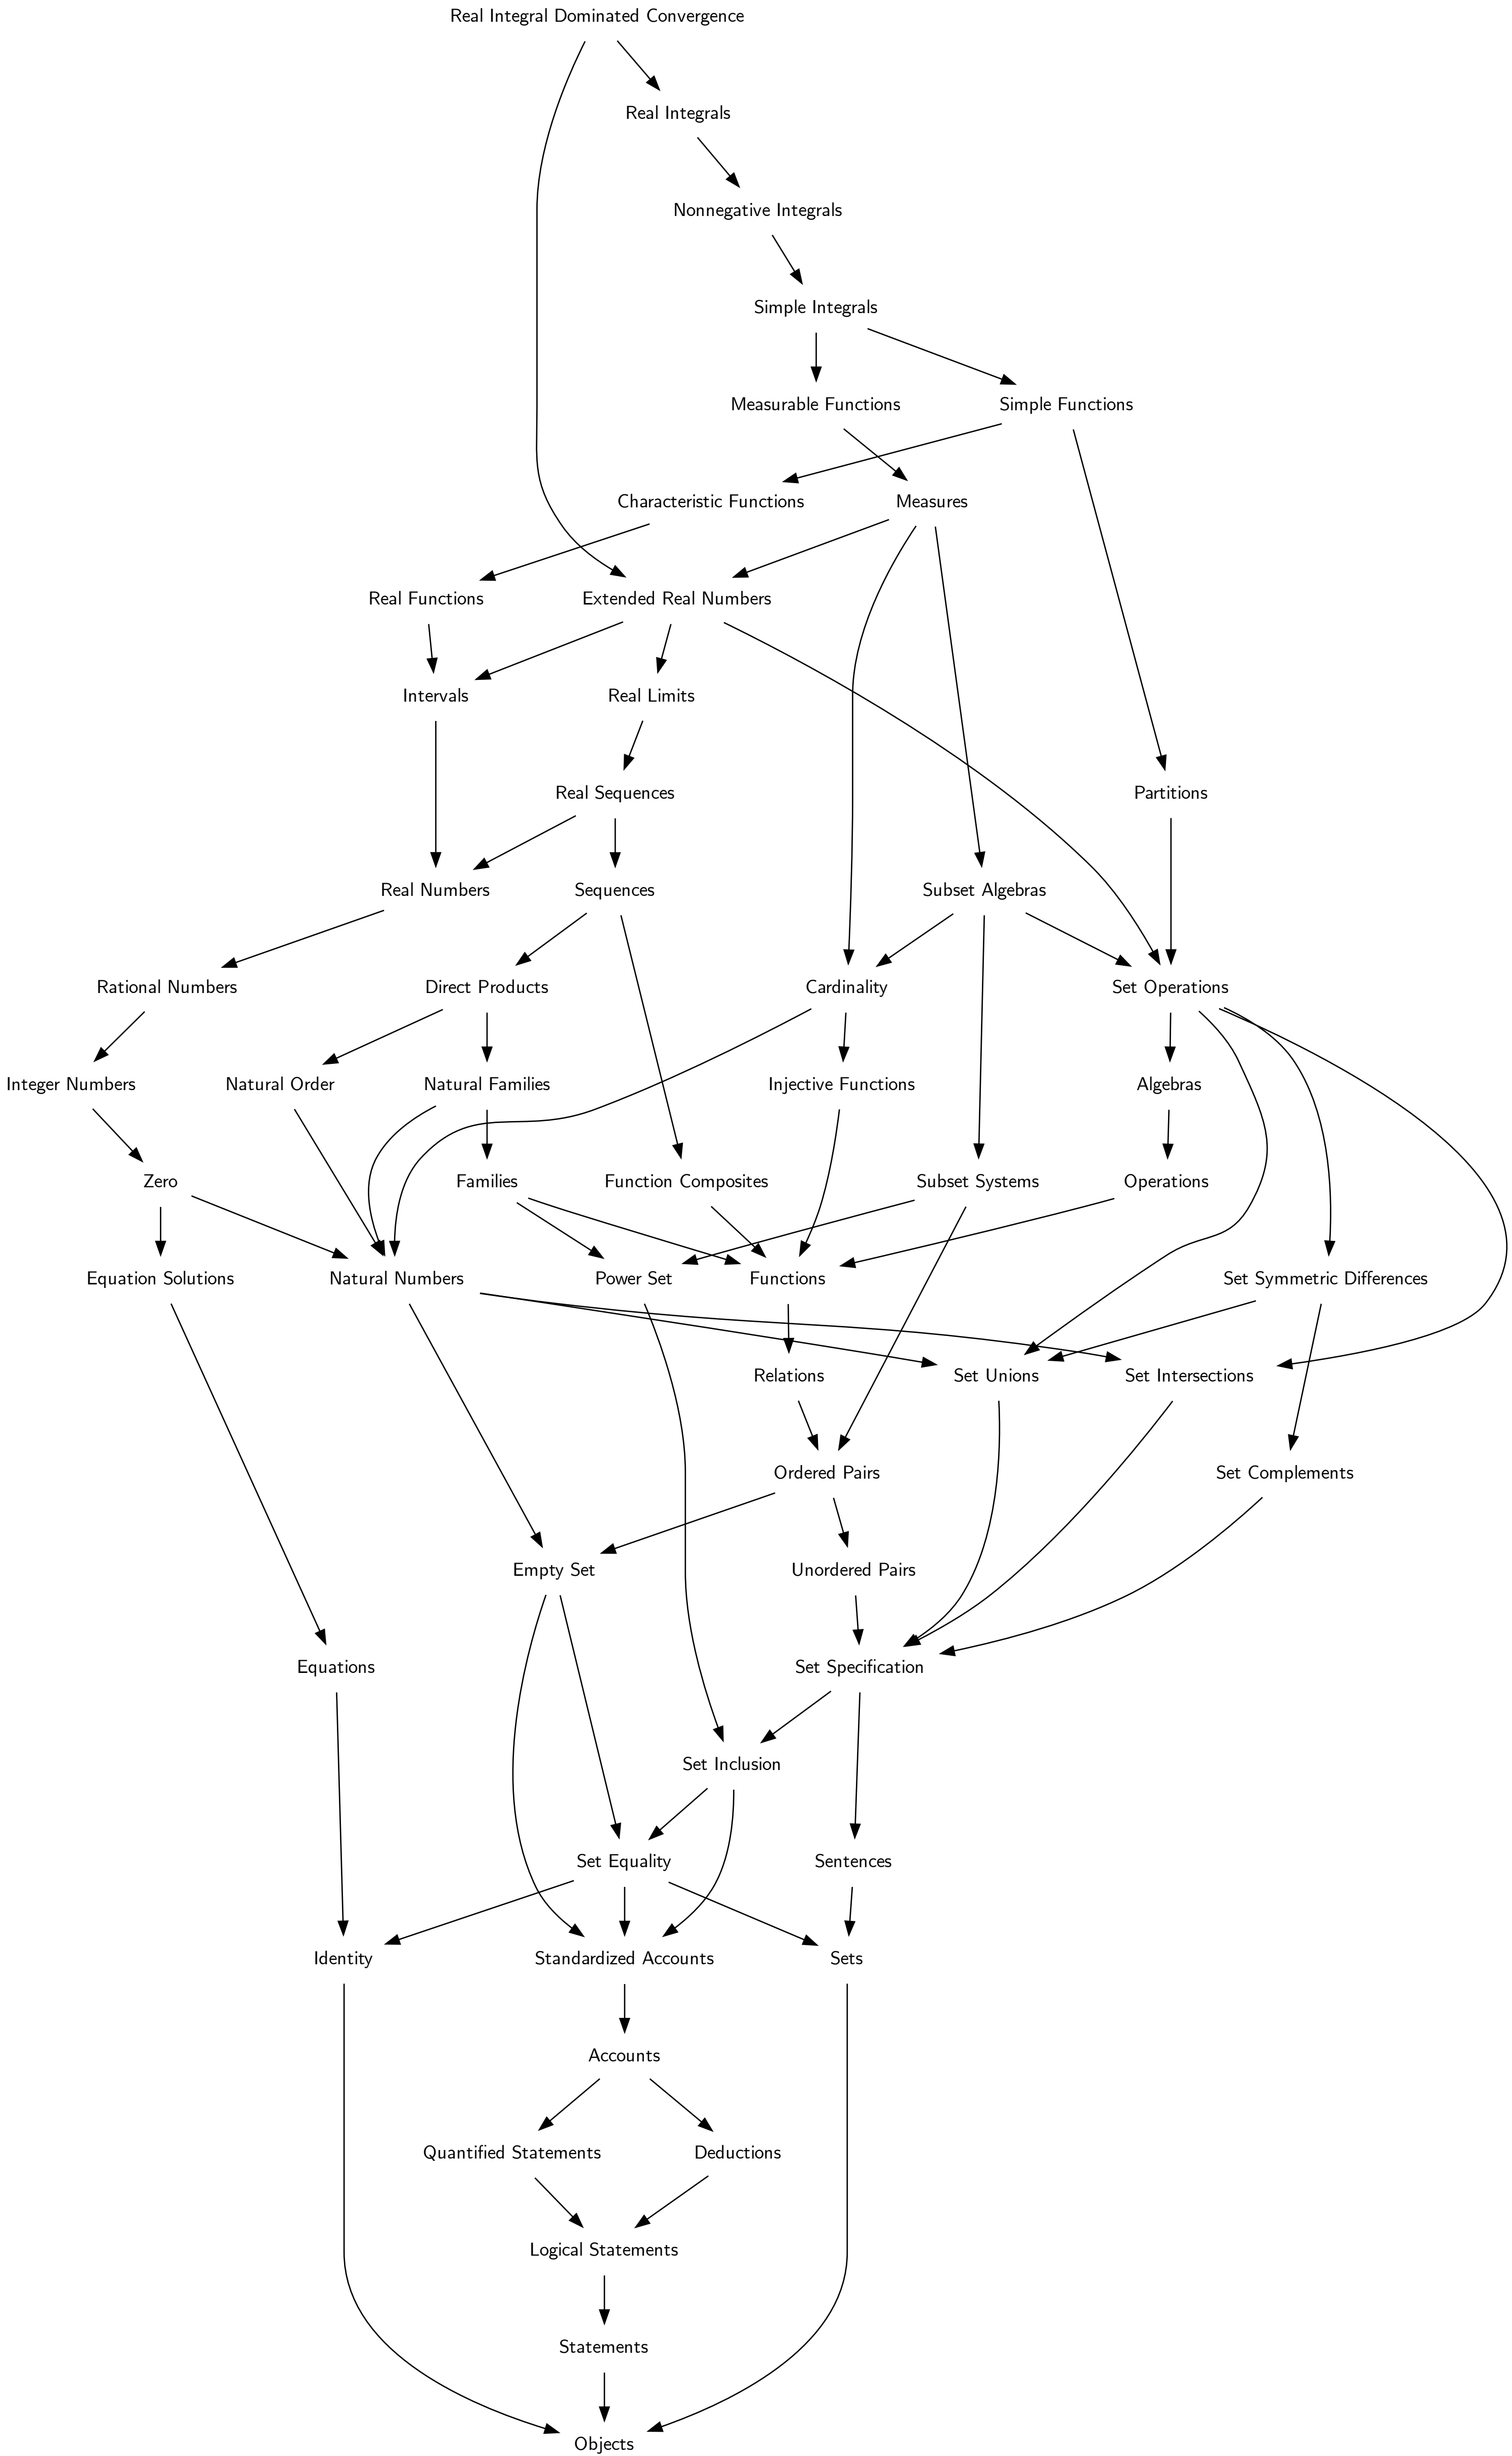 Real Integral Dominated Convergence
Real Integrals
Nonnegative Integrals
Simple Integrals
Measurable Functions
Simple Functions
Characteristic Functions
Measures
Real Functions
Extended Real Numbers
Intervals
Real Limits
Real Sequences
Partitions
Real Numbers
Sequences
Subset Algebras
Rational Numbers
Direct Products
Cardinality
Set Operations
Integer Numbers
Natural Order
Natural Families
Injective Functions
Algebras
Zero
Families
Function Composites
Subset Systems
Operations
Equation Solutions
Natural Numbers
Power Set
Functions
Set Symmetric Differences
Relations
Set Unions
Set Intersections
Ordered Pairs
Set Complements
Empty Set
Unordered Pairs
Equations
Set Specification
Set Inclusion
Set Equality
Sentences
Identity
Standardized Accounts
Sets
Accounts
Quantified Statements
Deductions
Logical Statements
Statements
Objects